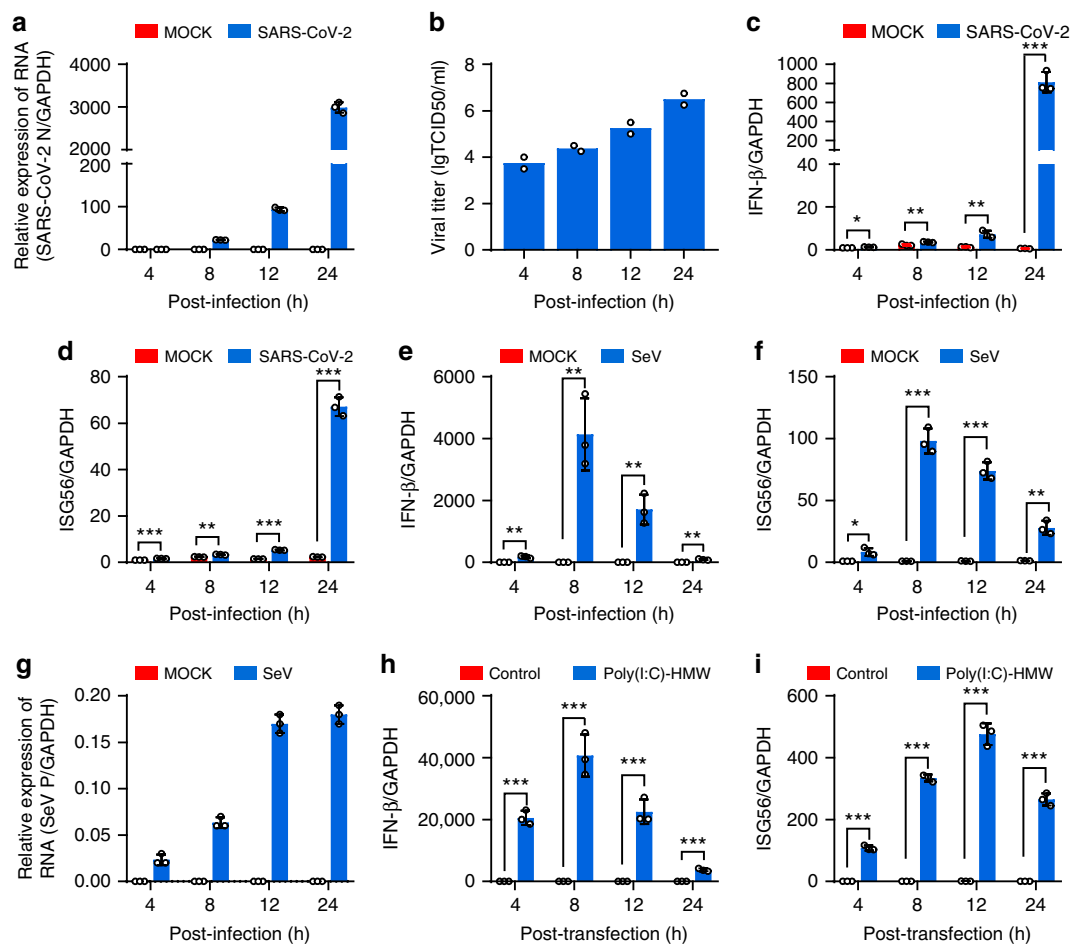 a
MOCK SARS-CoV-2
Relative expression of RNA
(SARS-CoV-2 N/GAPDH)
4000
3000
2000
200
100
0
4 8 12 24
Post-infection (h)
b
Viral titer (lgTCID50/ml)
8
6
4
2
0
4 8 12 24
Post-infection (h)
c
MOCK SARS-CoV-2
IFN-β/GAPDH
1000
800
600
400
40
20
0
* ** ** ***
4 8 12 24
Post-infection (h)
d
MOCK SARS-CoV-2
ISG56/GAPDH
80
60
40
20
0
*** ** *** ***
4 8 12 24
Post-infection (h)
e
MOCK SeV
IFN-β/GAPDH
6000
4000
2000
0
** ** ** **
4 8 12 24
Post-infection (h)
f
MOCK SeV
ISG56/GAPDH
150
100
50
0
* *** *** **
4 8 12 24
Post-infection (h)
g
MOCK SeV
Relative expression of
RNA (SeV P/GAPDH)
0.20
0.15
0.10
0.05
0.00
4 8 12 24
Post-infection (h)
h
Control Poly(I:C)-HMW
IFN-β/GAPDH
60,000
40,000
20,000
0
*** *** *** ***
4 8 12 24
Post-transfection (h)
i
Control Poly(I:C)-HMW
ISG56/GAPDH
600
400
200
0
*** *** *** ***
4 8 12 24
Post-transfection (h)